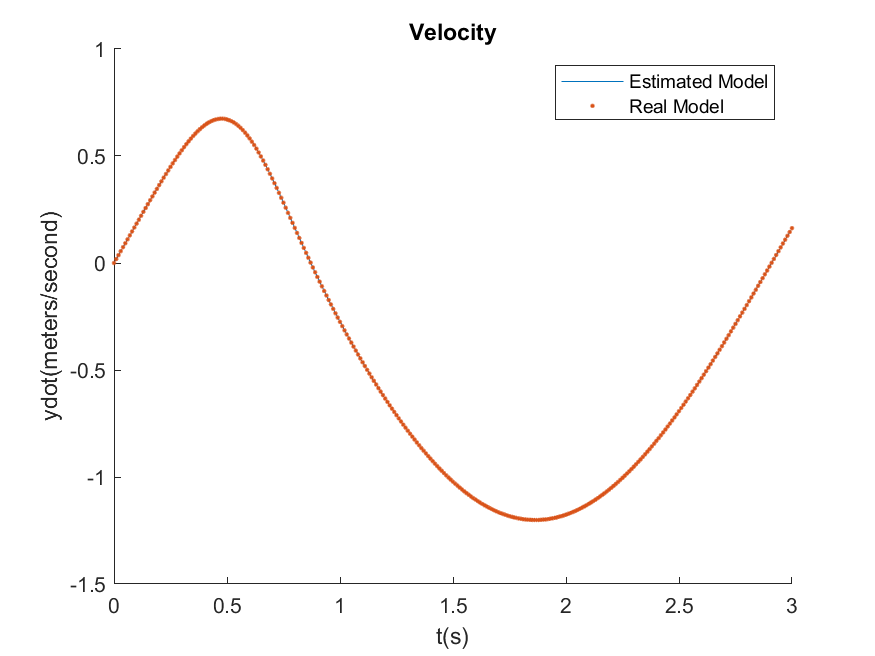 Velocity
Estimated Model
Real Model
1
0.5
0
-0.5
-1
-1.5
ydot(meters/second)
0 0.5 1 1.5 2 2.5 3
t(s)